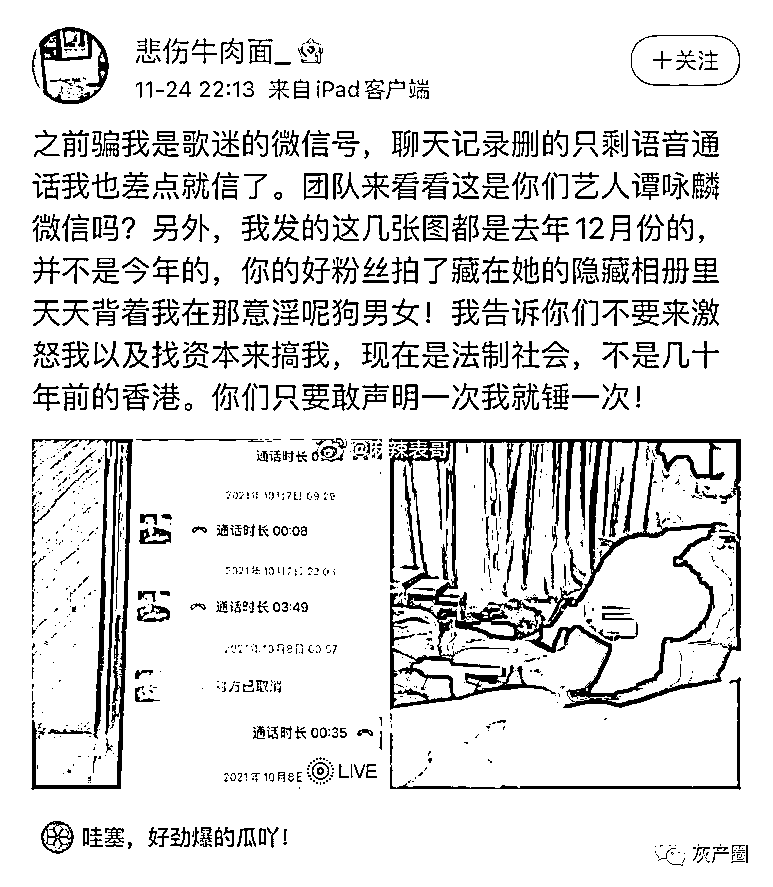 悲伤牛肉面_
11-24 22:13 来自iPad客户端
+关注
之前骗我是歌迷的微信号，聊天记录删的只剩语音通
话我也差点就信了。团队来看看这是你们艺人谭咏麟
微信吗？另外，我发的这几张图都是去年12月份的，
并不是今年的，你的好粉丝拍了藏在她的隐藏相册里
天天背着我在那意淫呢狗男女！我告诉你们不要来激
怒我以及找资本来搞我，现在是法制社会，不是几十
年前的香港。你们只要敢声明一次我就锤一次！
@麻辣表哥
通话时长
2021年10月7日 09:29
通话时长 00:08
2021年10月7日
通话时长 03:49
2021年10月8日
对方已取消
通话时长 00:35
2021年10月8日
LIVE
哇塞，好劲爆的瓜吖！
灰产圈